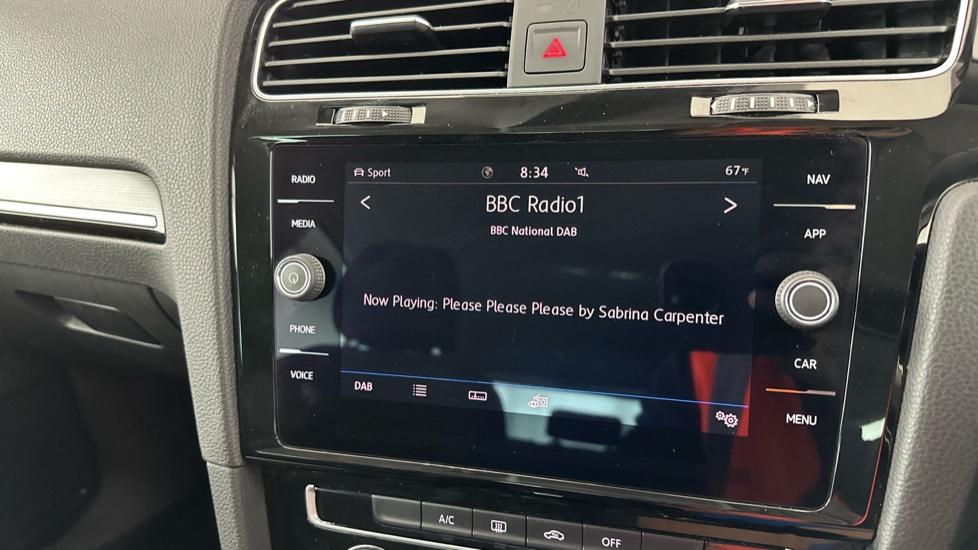 RADIO
MEDIA
PHONE
VOICE
Sport 8:34 67°F
< BBC Radio1 >
BBC National DAB
Now Playing: Please Please Please by Sabrina Carpenter
DAB
NAV
APP
CAR
MENU
A/C
OFF